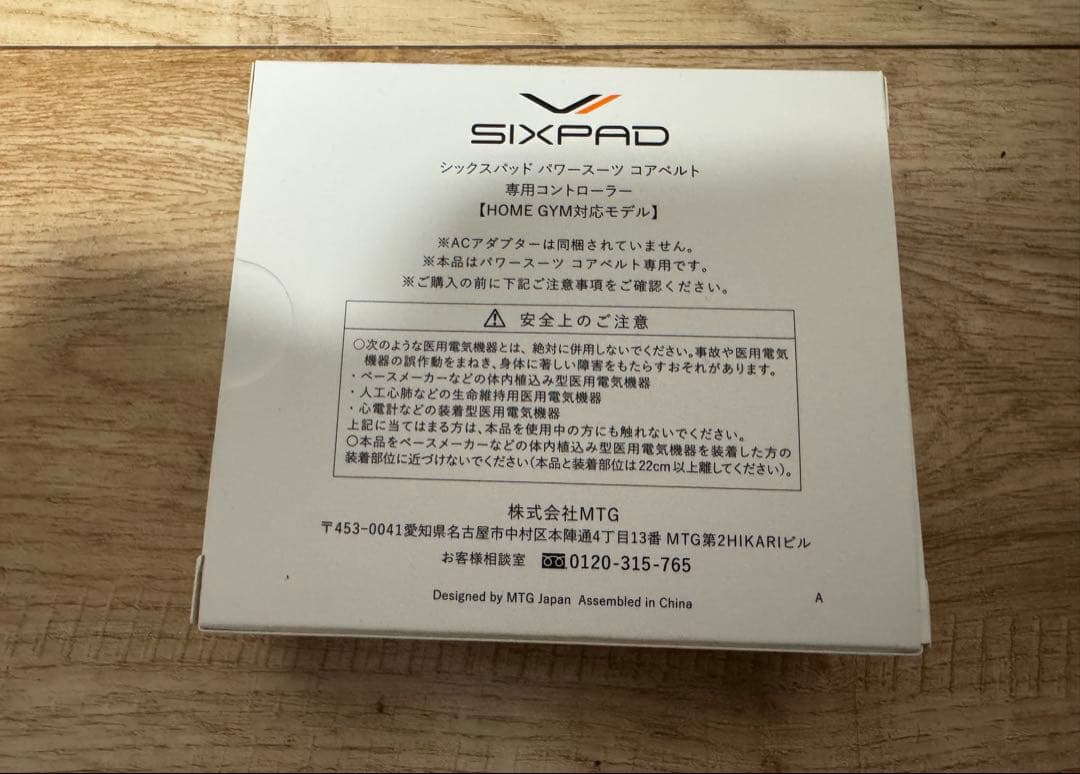 SIXPAD
シックスパッド パワースーツ コアベルト
専用コントローラー
【HOME GYM対応モデル】
※ACアダプターは同梱されていません。
※本品はパワースーツ コアベルト専用です。
※ご購入の前に下記ご注意事項をご確認ください。
安全上のご注意
○次のような医用電気機器とは、絶対に併用しないでください。事故や医用電気
機器の誤作動をまねき、身体に著しい障害をもたらすおそれがあります。
・ペースメーカーなどの体内植込み型医用電気機器
・人工心肺などの生命維持用医用電気機器
・心電計などの装着型医用電気機器
上記に当てはまる方は、本品を使用中の方にも触れないでください。
○本品をペースメーカーなどの体内植込み型医用電気機器を装着した方の
装着部位に近づけないでください(本品と装着部位は22cm以上離してください)。
株式会社MTG
〒453-0041愛知県名古屋市中村区本陣通4丁目13番 MTG第2HIKARIビル
お客様相談室 0120-315-765
Designed by MTG Japan Assembled in China
A